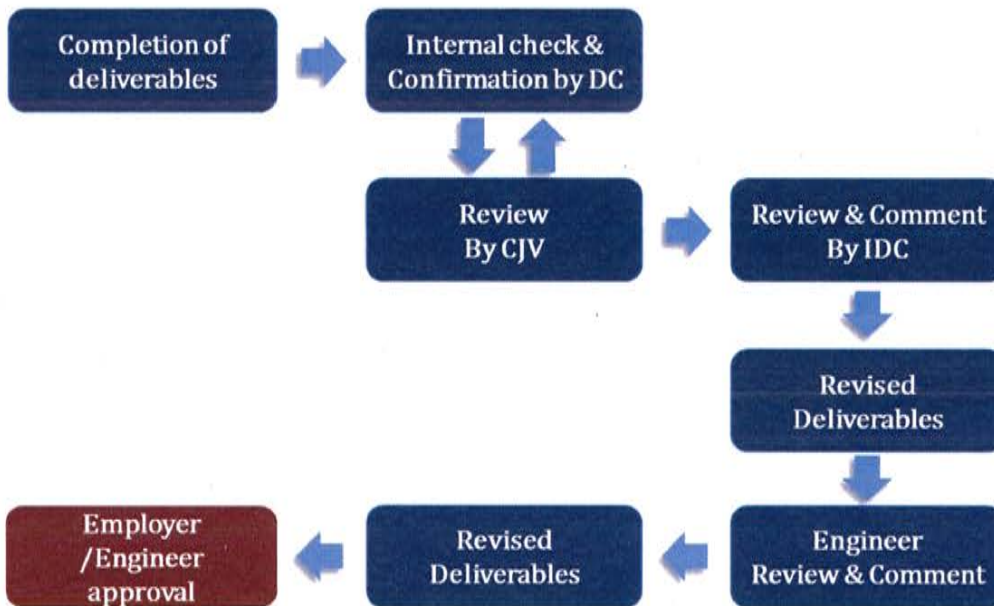 Completion of
deliverables
Internal check &
Confirmation by DC
Review
By CJV
Review & Comment
By IDC
Revised
Deliverables
Engineer
Review & Comment
Revised
Deliverables
Employer
/Engineer
approval